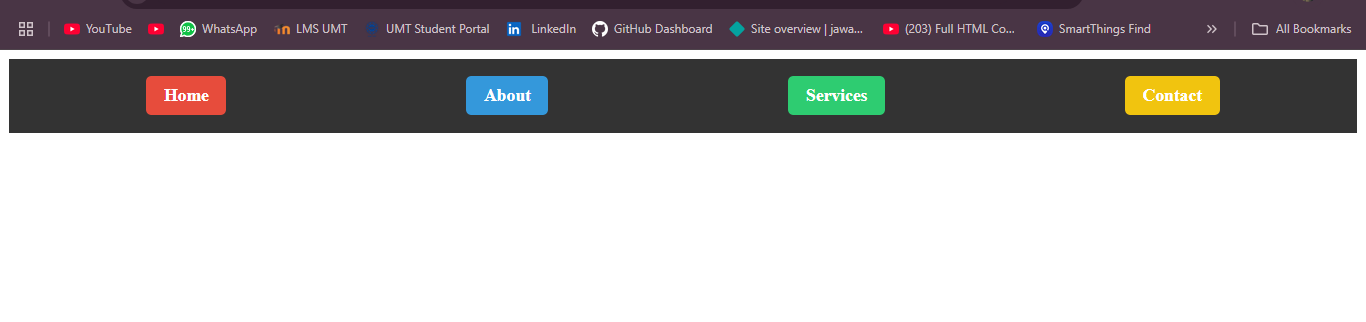 YouTube 99+ WhatsApp LMS UMT UMT Student Portal LinkedIn GitHub Dashboard Site overview | jawa... (203) Full HTML Co... SmartThings Find » All Bookmarks
Home About Services Contact